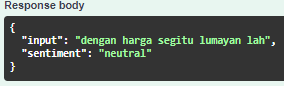 Response body
{
  "input": "dengan harga segitu lumayan lah",
  "sentiment": "neutral"
}